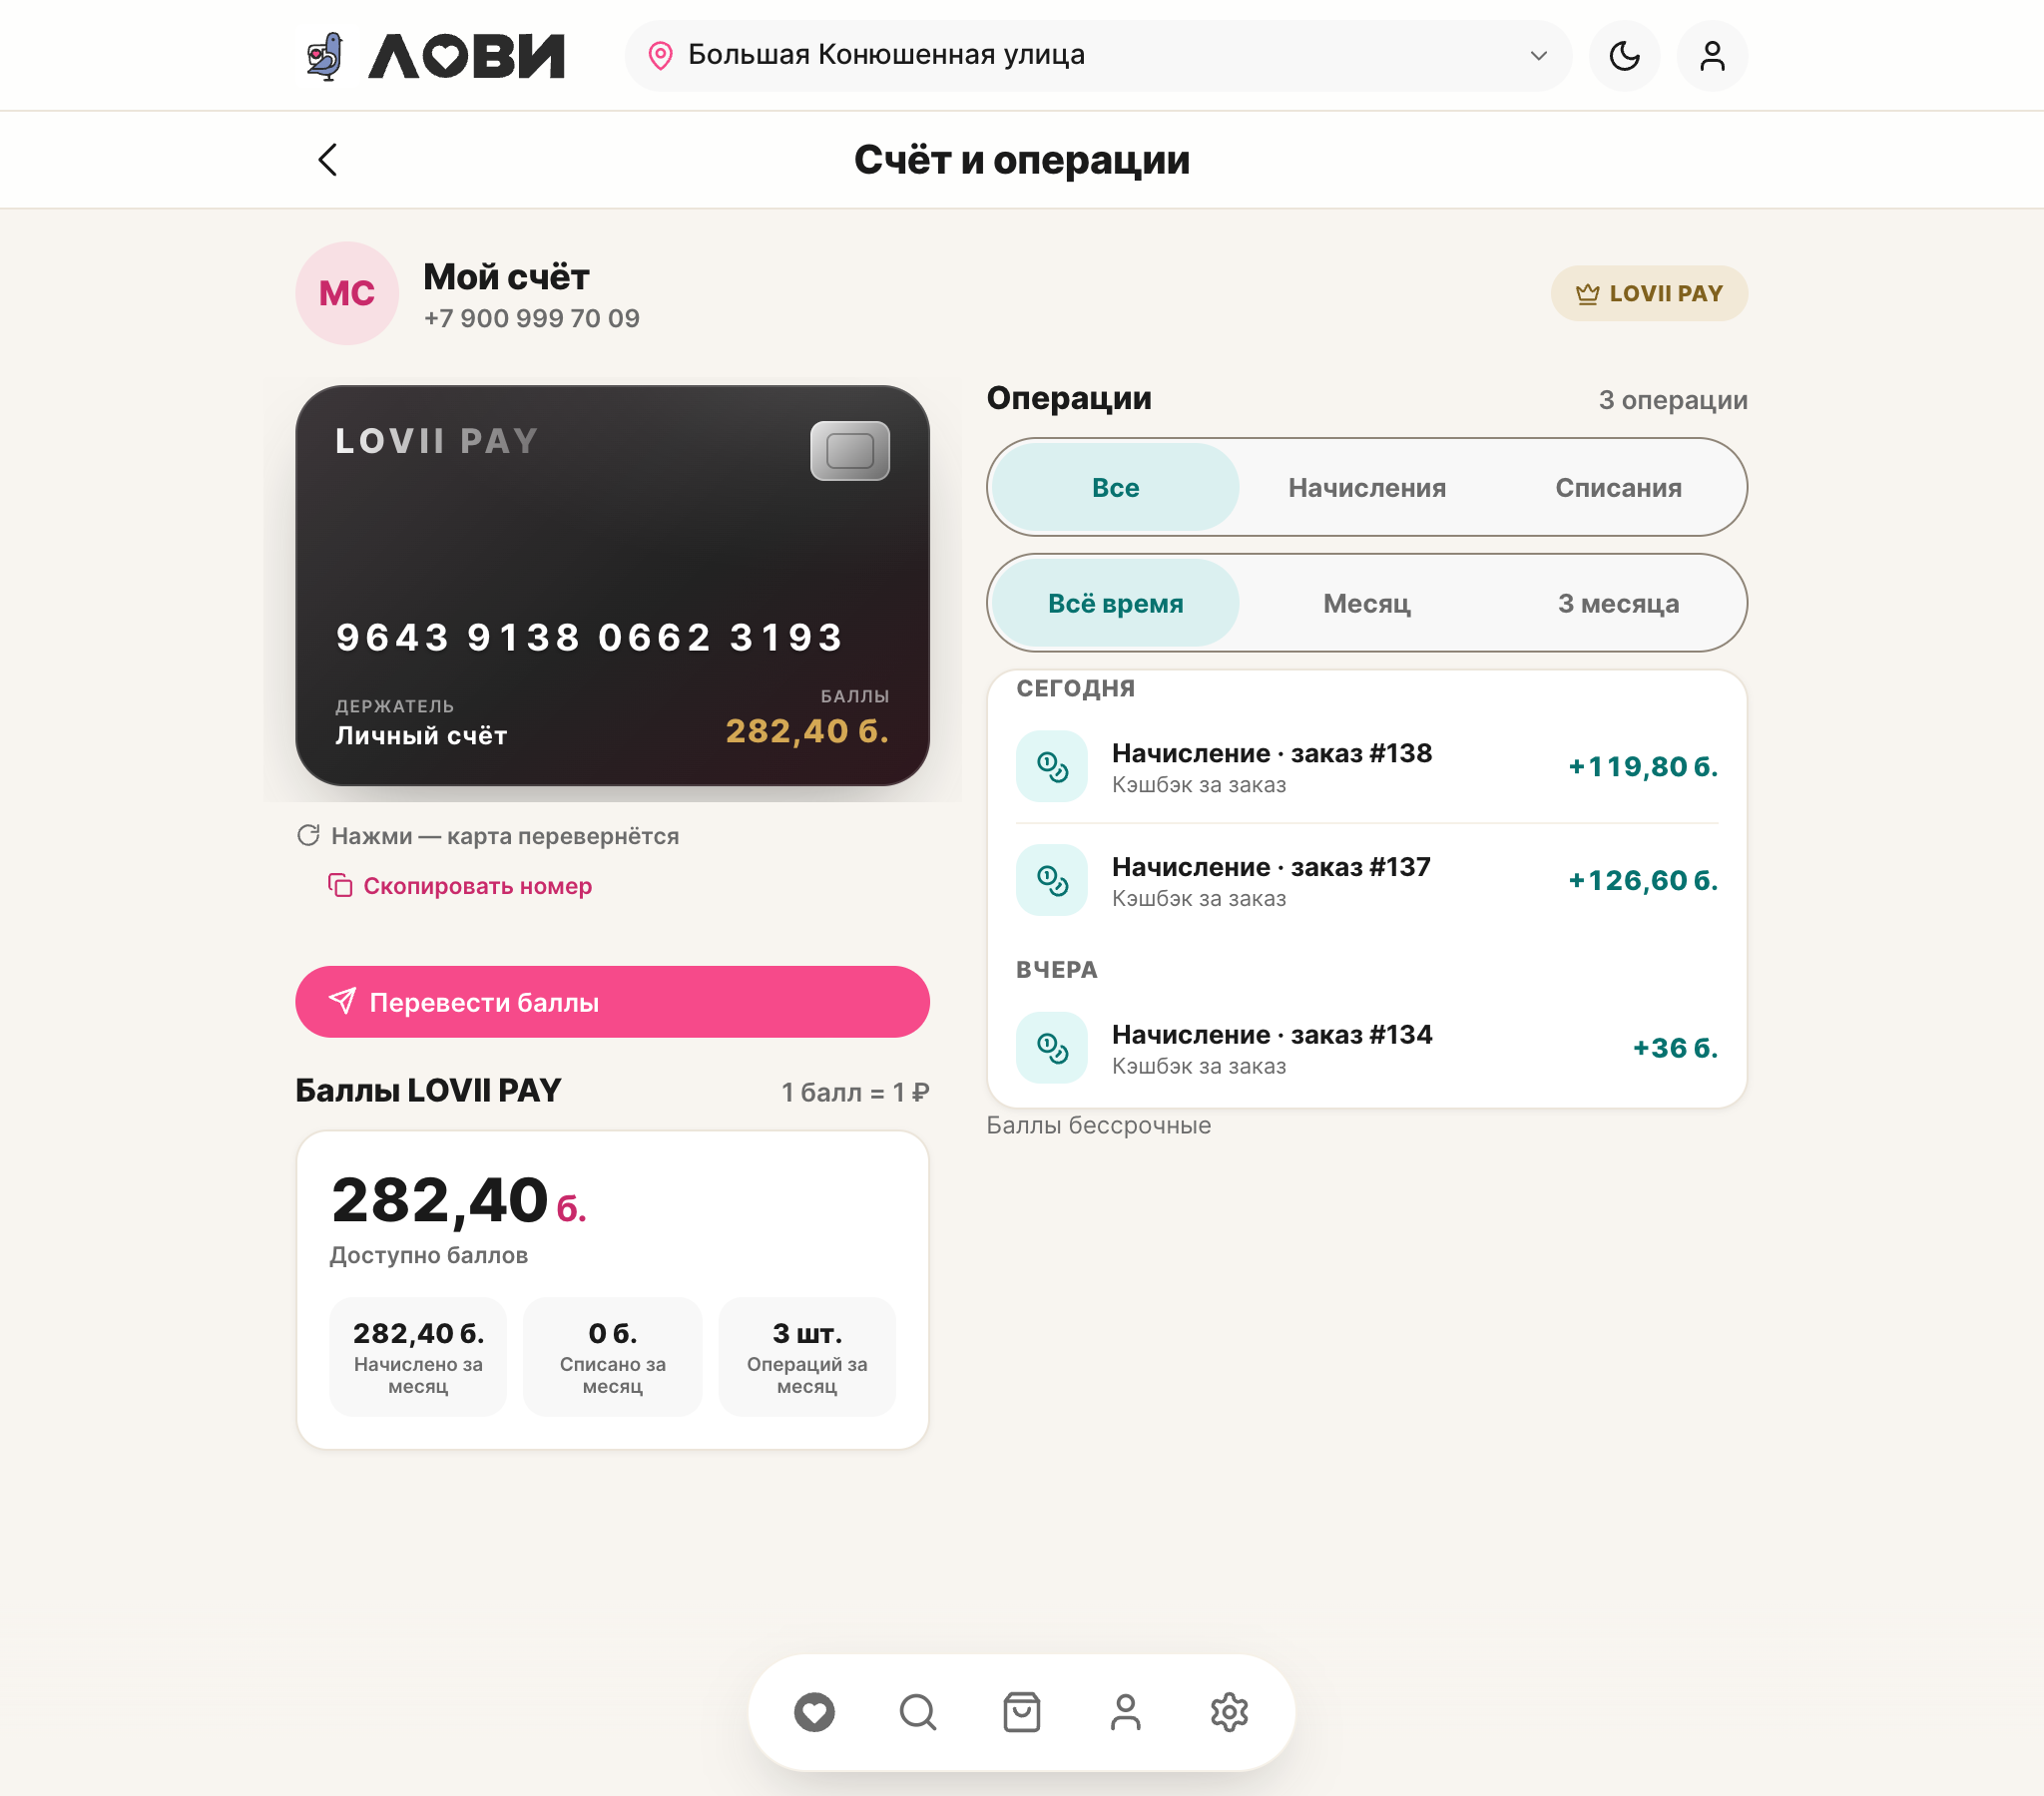 ЛОВИ
Большая Конюшенная улица
Счёт и операции
МС
Мой счёт
+7 900 999 70 09
LOVII PAY
LOVII PAY
9643 9138 0662 3193
ДЕРЖАТЕЛЬ
Личный счёт
БАЛЛЫ
282,40 б.
Нажми — карта перевернётся
Скопировать номер
Перевести баллы
Баллы LOVII PAY
1 балл = 1 ₽
282,40 б.
Доступно баллов
282,40 б.
Начислено за
месяц
0 б.
Списано за
месяц
3 шт.
Операций за
месяц
Операции
3 операции
Все
Начисления
Списания
Всё время
Месяц
3 месяца
СЕГОДНЯ
Начисление · заказ #138
Кэшбэк за заказ
+119,80 б.
Начисление · заказ #137
Кэшбэк за заказ
+126,60 б.
ВЧЕРА
Начисление · заказ #134
Кэшбэк за заказ
+36 б.
Баллы бессрочные